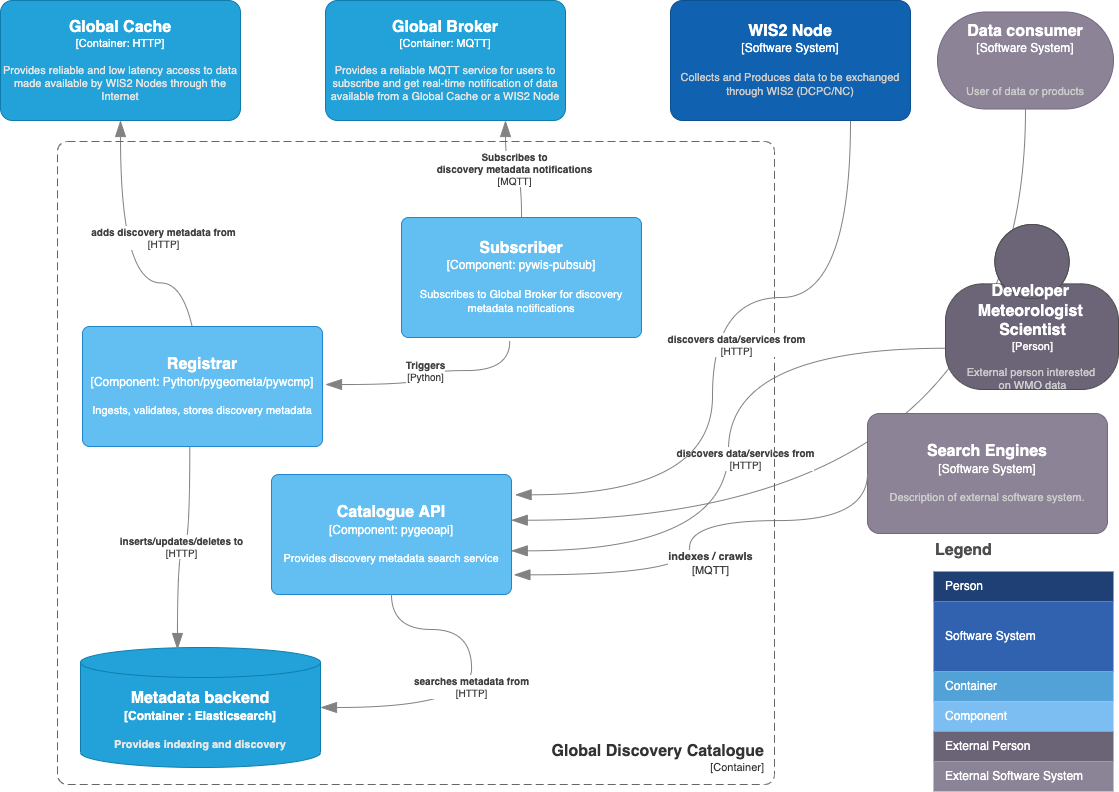 Global Cache
[Container: HTTP]
Provides reliable and low latency access to data
made available by WIS2 Nodes through the
Internet
Global Broker
[Container: MQTT]
Provides a reliable MQTT service for users to
subscribe and get real-time notification of data
available from a Global Cache or a WIS2 Node
WIS2 Node
[Software System]
Collects and Produces data to be exchanged
through WIS2 (DCPC/NC)
Data consumer
[Software System]
User of data or products
Subscribes to
discovery metadata notifications
[MQTT]
adds discovery metadata from
[HTTP]
Subscriber
[Component: pywis-pubsub]
Subscribes to Global Broker for discovery
metadata notifications
Developer
Meteorologist
Scientist
[Person]
External person interested
on WMO data
discovers data/services from
[HTTP]
Registrar
[Component: Python/pygeometa/pywcmp]
Ingests, validates, stores discovery metadata
Triggers
[Python]
discovers data/services from
[HTTP]
Search Engines
[Software System]
Description of external software system.
Catalogue API
[Component: pygeoapi]
Provides discovery metadata search service
inserts/updates/deletes to
[HTTP]
indexes / crawls
[MQTT]
searches metadata from
[HTTP]
Metadata backend
[Container : Elasticsearch]
Provides indexing and discovery
Global Discovery Catalogue
[Container]
Legend
Person
Software System
Container
Component
External Person
External Software System